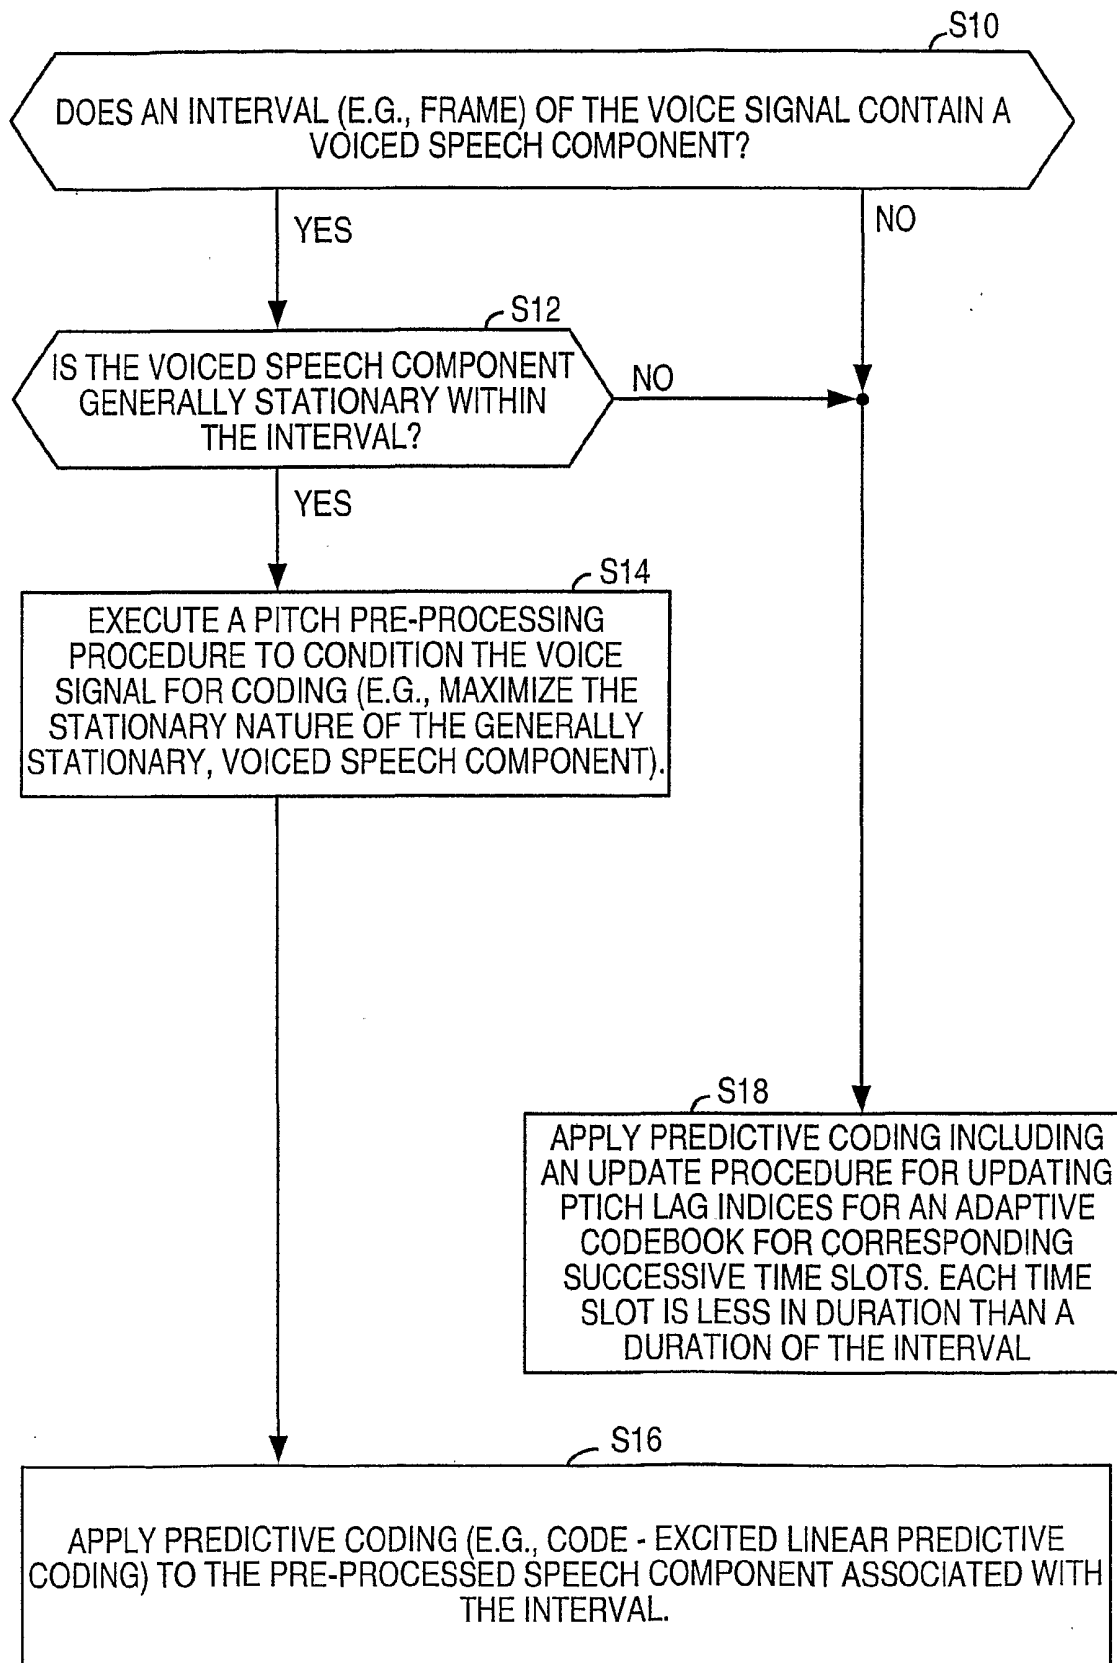 S10
DOES AN INTERVAL (E.G., FRAME) OF THE VOICE SIGNAL CONTAIN A
VOICED SPEECH COMPONENT?
YES
NO
S12
IS THE VOICED SPEECH COMPONENT
GENERALLY STATIONARY WITHIN
THE INTERVAL?
NO
YES
S14
EXECUTE A PITCH PRE-PROCESSING
PROCEDURE TO CONDITION THE VOICE
SIGNAL FOR CODING (E.G., MAXIMIZE THE
STATIONARY NATURE OF THE GENERALLY
STATIONARY, VOICED SPEECH COMPONENT).
S18
APPLY PREDICTIVE CODING INCLUDING
AN UPDATE PROCEDURE FOR UPDATING
PTICH LAG INDICES FOR AN ADAPTIVE
CODEBOOK FOR CORRESPONDING
SUCCESSIVE TIME SLOTS. EACH TIME
SLOT IS LESS IN DURATION THAN A
DURATION OF THE INTERVAL
S16
APPLY PREDICTIVE CODING (E.G., CODE - EXCITED LINEAR PREDICTIVE
CODING) TO THE PRE-PROCESSED SPEECH COMPONENT ASSOCIATED WITH
THE INTERVAL.